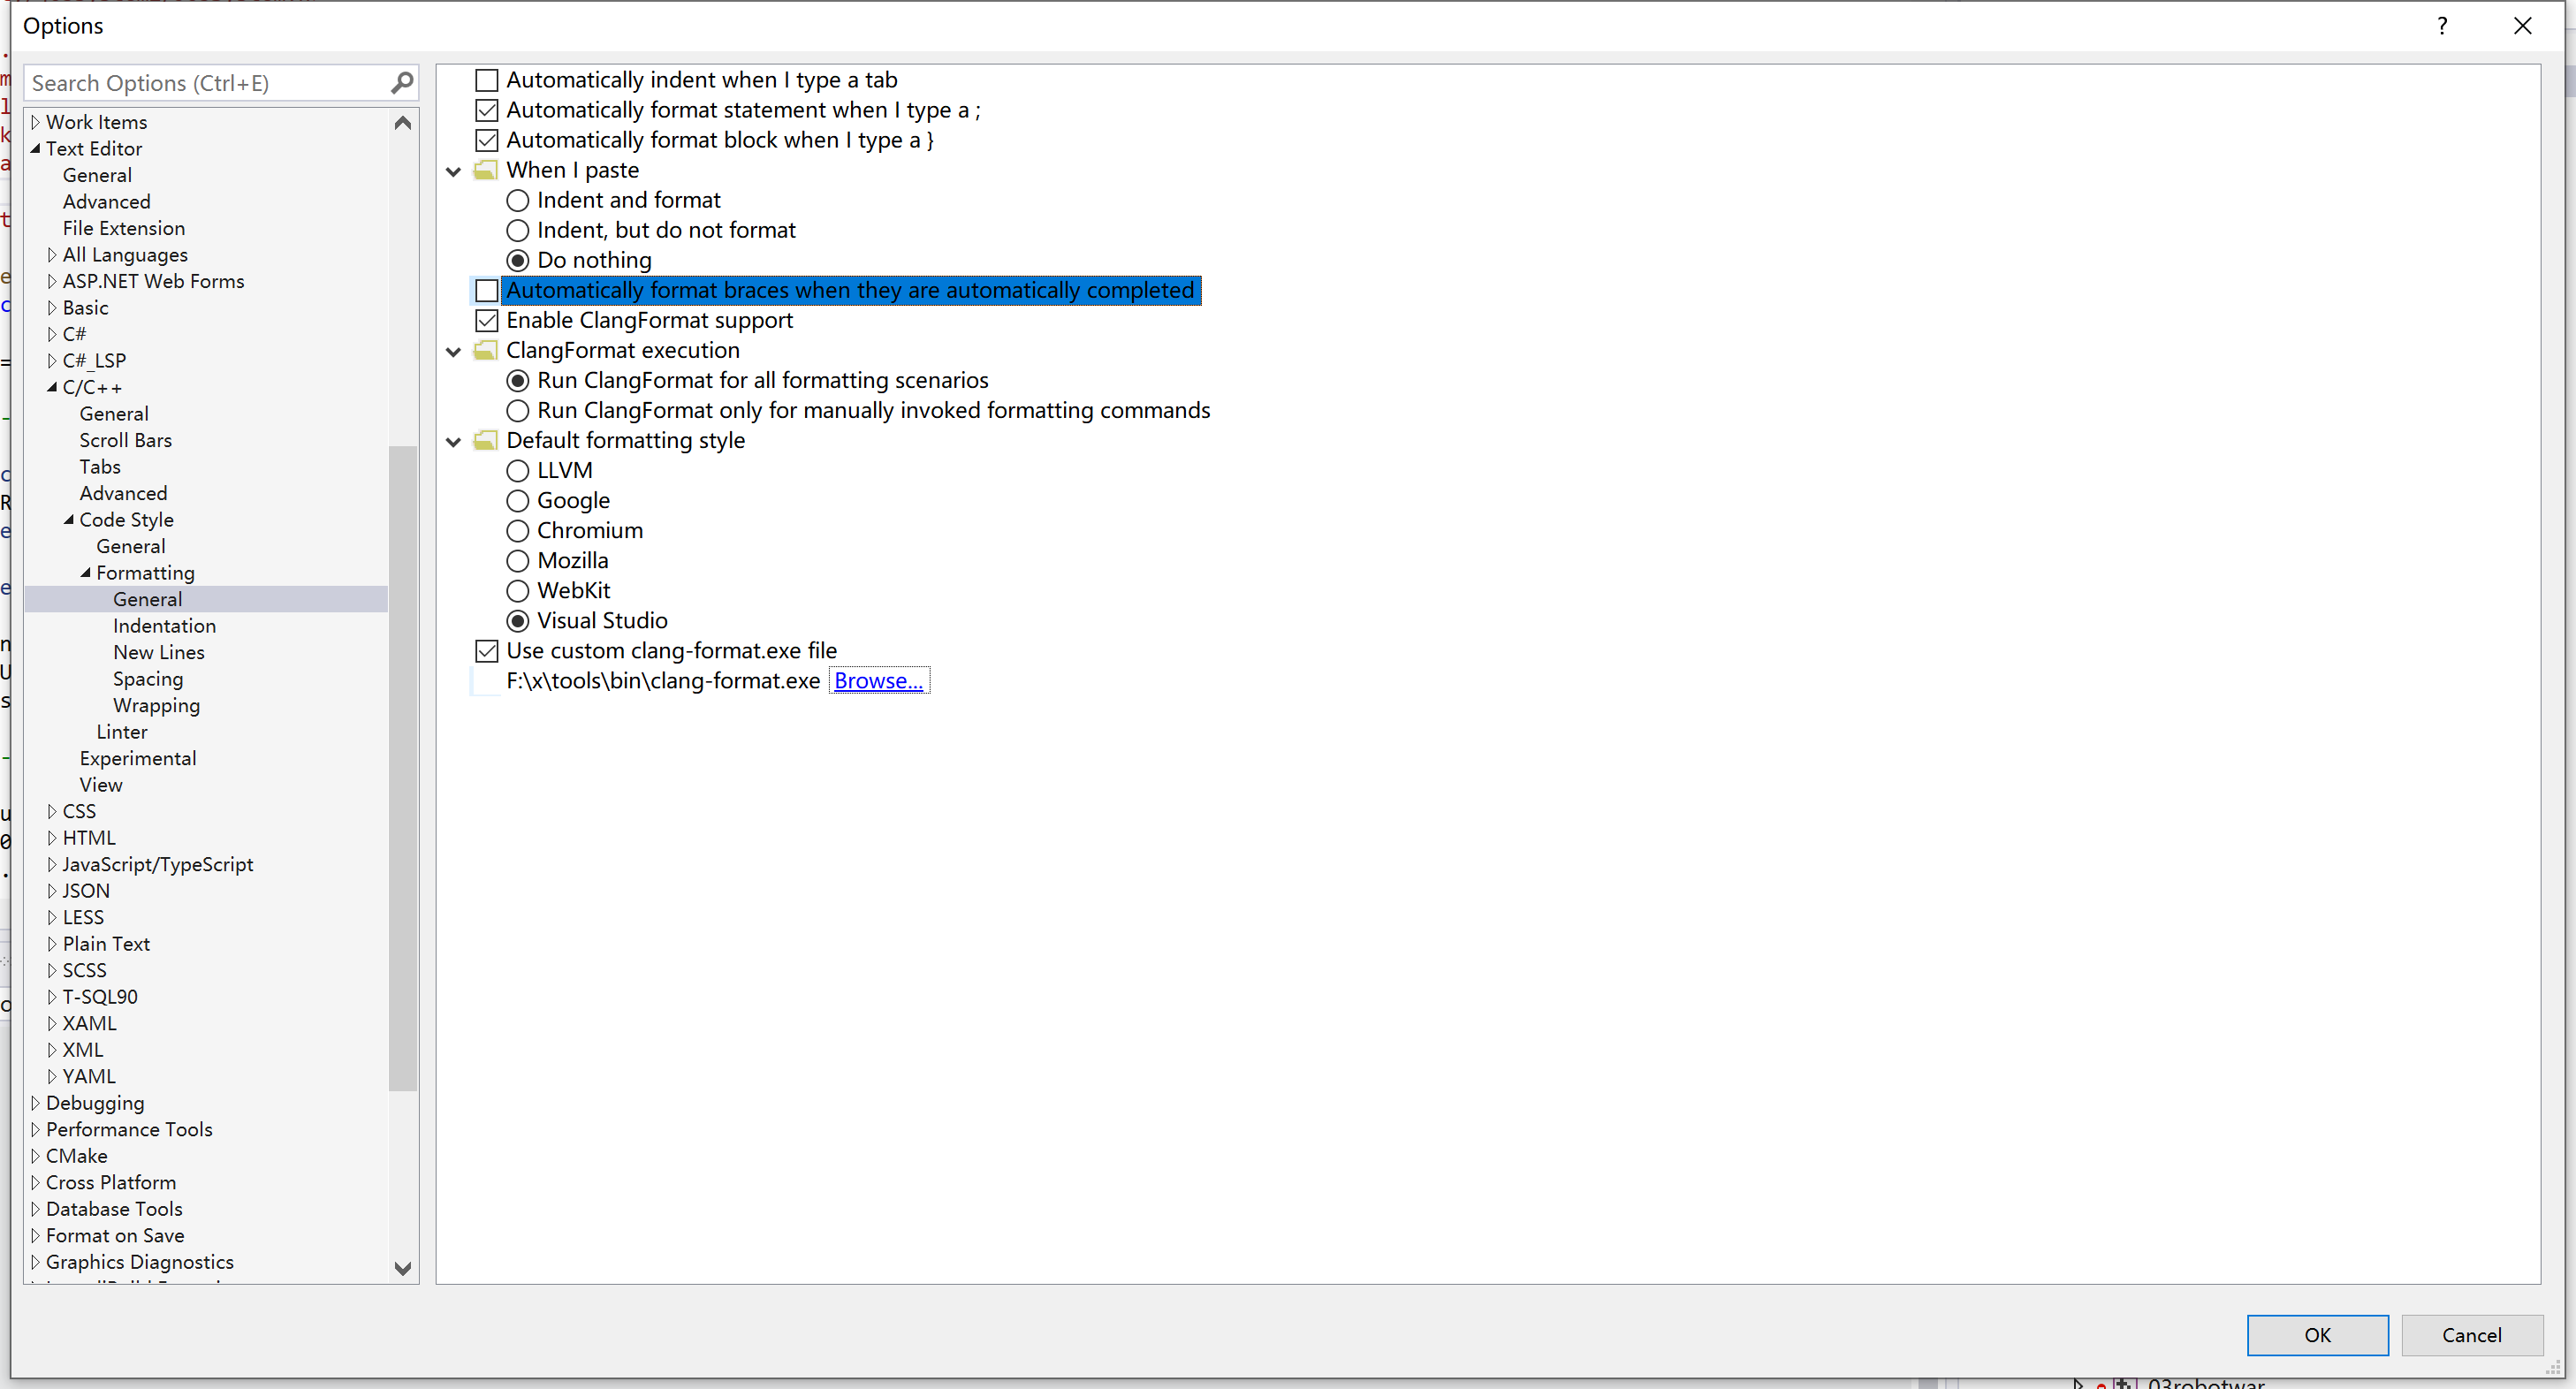 Options
?
Search Options (Ctrl+E)
Work Items
Text Editor
General
Advanced
File Extension
All Languages
ASP.NET Web Forms
Basic
C#
C#_LSP
C/C++
General
Scroll Bars
Tabs
Advanced
Code Style
General
Formatting
General
Indentation
New Lines
Spacing
Wrapping
Linter
Experimental
View
CSS
HTML
JavaScript/TypeScript
JSON
LESS
Plain Text
SCSS
T-SQL90
XAML
XML
YAML
Debugging
Performance Tools
CMake
Cross Platform
Database Tools
Format on Save
Graphics Diagnostics
Automatically indent when I type a tab
Automatically format statement when I type a ;
Automatically format block when I type a }
When I paste
Indent and format
Indent, but do not format
Do nothing
Automatically format braces when they are automatically completed
Enable ClangFormat support
ClangFormat execution
Run ClangFormat for all formatting scenarios
Run ClangFormat only for manually invoked formatting commands
Default formatting style
LLVM
Google
Chromium
Mozilla
WebKit
Visual Studio
Use custom clang-format.exe file
F:\x\tools\bin\clang-format.exe Browse...
OK
Cancel
03robotwar